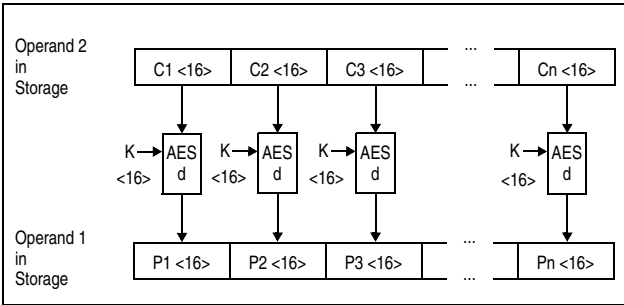 Operand 2
in
Storage
...
C1 <16> C2 <16> C3 <16> ... Cn <16>
K AES d <16> K AES d <16> K AES d <16> K AES d <16>
Operand 1
in
Storage
...
P1 <16> P2 <16> P3 <16> ... Pn <16>